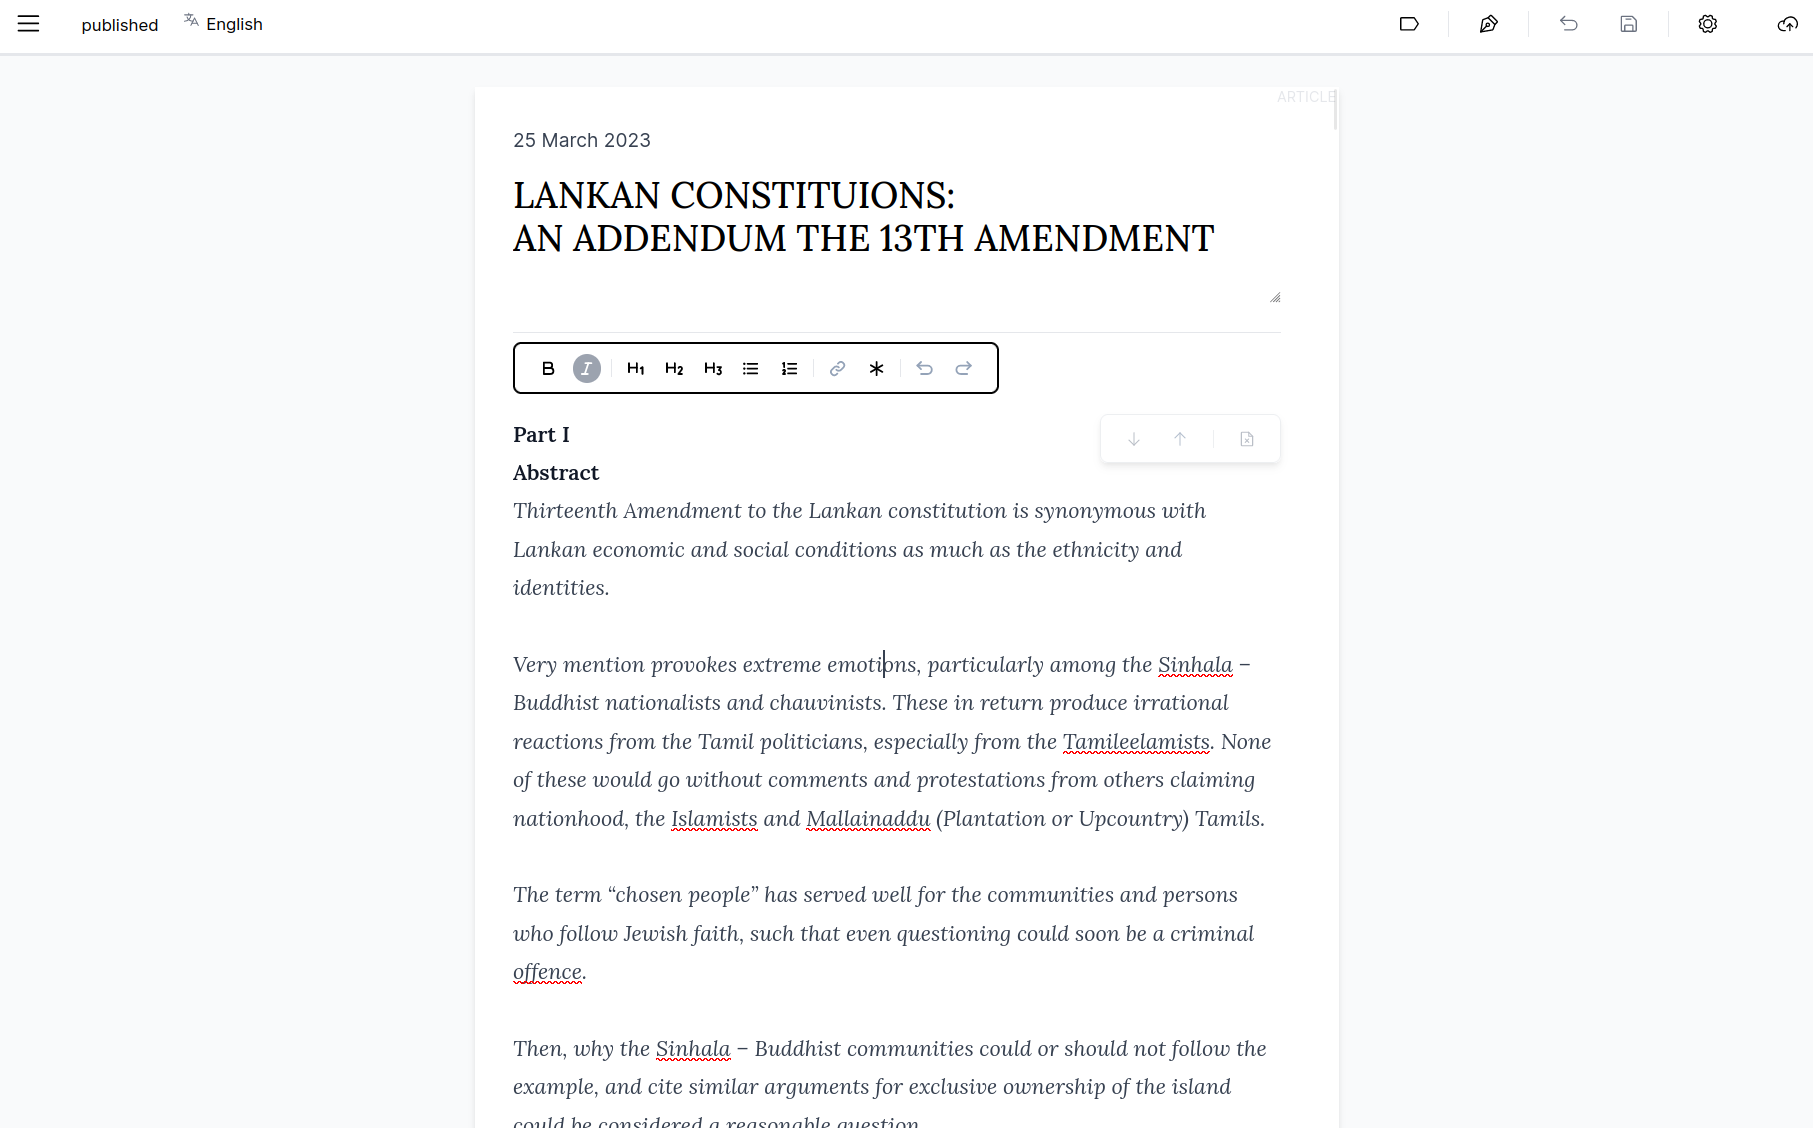 published
English
ARTICLE
25 March 2023
LANKAN CONSTITUIONS:
AN ADDENDUM THE 13TH AMENDMENT
B I H1 H2 H3
Part I
Abstract
Thirteenth Amendment to the Lankan constitution is synonymous with
Lankan economic and social conditions as much as the ethnicity and
identities.
Very mention provokes extreme emotions, particularly among the Sinhala –
Buddhist nationalists and chauvinists. These in return produce irrational
reactions from the Tamil politicians, especially from the Tamileelamists. None
of these would go without comments and protestations from others claiming
nationhood, the Islamists and Mallainaddu (Plantation or Upcountry) Tamils.
The term “chosen people” has served well for the communities and persons
who follow Jewish faith, such that even questioning could soon be a criminal
offence.
Then, why the Sinhala – Buddhist communities could or should not follow the
example, and cite similar arguments for exclusive ownership of the island
could be considered a reasonable question.